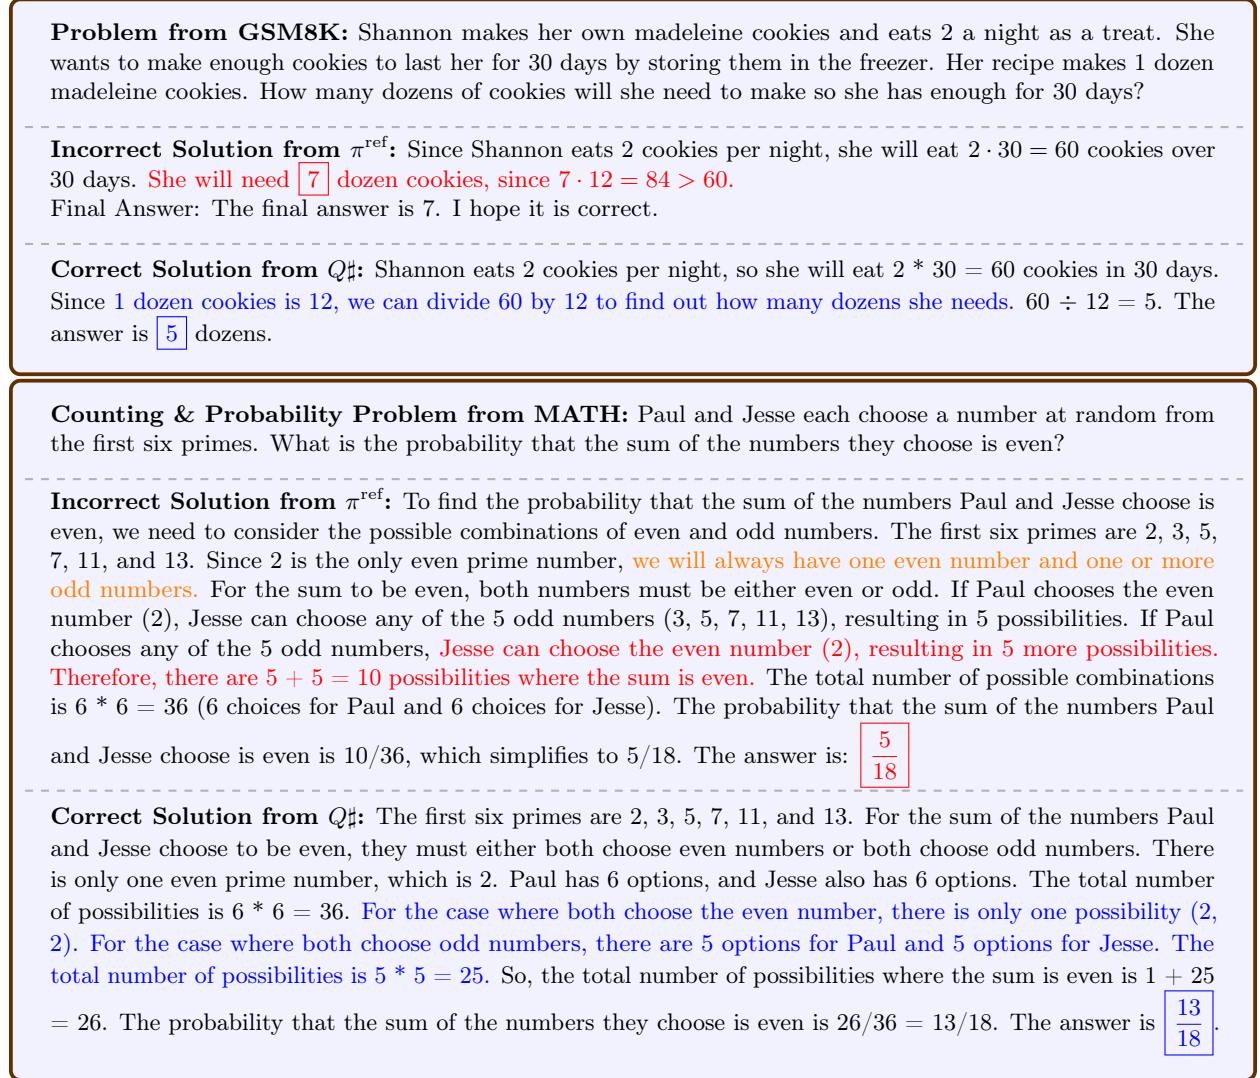 Problem from GSM8K: Shannon makes her own madeleine cookies and eats 2 a night as a treat. She
wants to make enough cookies to last her for 30 days by storing them in the freezer. Her recipe makes 1 dozen
madeleine cookies. How many dozens of cookies will she need to make so she has enough for 30 days?
Incorrect Solution from π^ref: Since Shannon eats 2 cookies per night, she will eat 2 · 30 = 60 cookies over
30 days. She will need 7 dozen cookies, since 7 · 12 = 84 > 60.
Final Answer: The final answer is 7. I hope it is correct.
Correct Solution from Q♯: Shannon eats 2 cookies per night, so she will eat 2 * 30 = 60 cookies in 30 days.
Since 1 dozen cookies is 12, we can divide 60 by 12 to find out how many dozens she needs. 60 ÷ 12 = 5. The
answer is 5 dozens.
Counting & Probability Problem from MATH: Paul and Jesse each choose a number at random from
the first six primes. What is the probability that the sum of the numbers they choose is even?
Incorrect Solution from π^ref: To find the probability that the sum of the numbers Paul and Jesse choose is
even, we need to consider the possible combinations of even and odd numbers. The first six primes are 2, 3, 5,
7, 11, and 13. Since 2 is the only even prime number, we will always have one even number and one or more
odd numbers. For the sum to be even, both numbers must be either even or odd. If Paul chooses the even
number (2), Jesse can choose any of the 5 odd numbers (3, 5, 7, 11, 13), resulting in 5 possibilities. If Paul
chooses any of the 5 odd numbers, Jesse can choose the even number (2), resulting in 5 more possibilities.
Therefore, there are 5 + 5 = 10 possibilities where the sum is even. The total number of possible combinations
is 6 * 6 = 36 (6 choices for Paul and 6 choices for Jesse). The probability that the sum of the numbers Paul
and Jesse choose is even is 10/36, which simplifies to 5/18. The answer is: 5/18
Correct Solution from Q♯: The first six primes are 2, 3, 5, 7, 11, and 13. For the sum of the numbers Paul
and Jesse choose to be even, they must either both choose even numbers or both choose odd numbers. There
is only one even prime number, which is 2. Paul has 6 options, and Jesse also has 6 options. The total number
of possibilities is 6 * 6 = 36. For the case where both choose the even number, there is only one possibility (2,
2). For the case where both choose odd numbers, there are 5 options for Paul and 5 options for Jesse. The
total number of possibilities is 5 * 5 = 25. So, the total number of possibilities where the sum is even is 1 + 25
= 26. The probability that the sum of the numbers they choose is even is 26/36 = 13/18. The answer is 13/18.